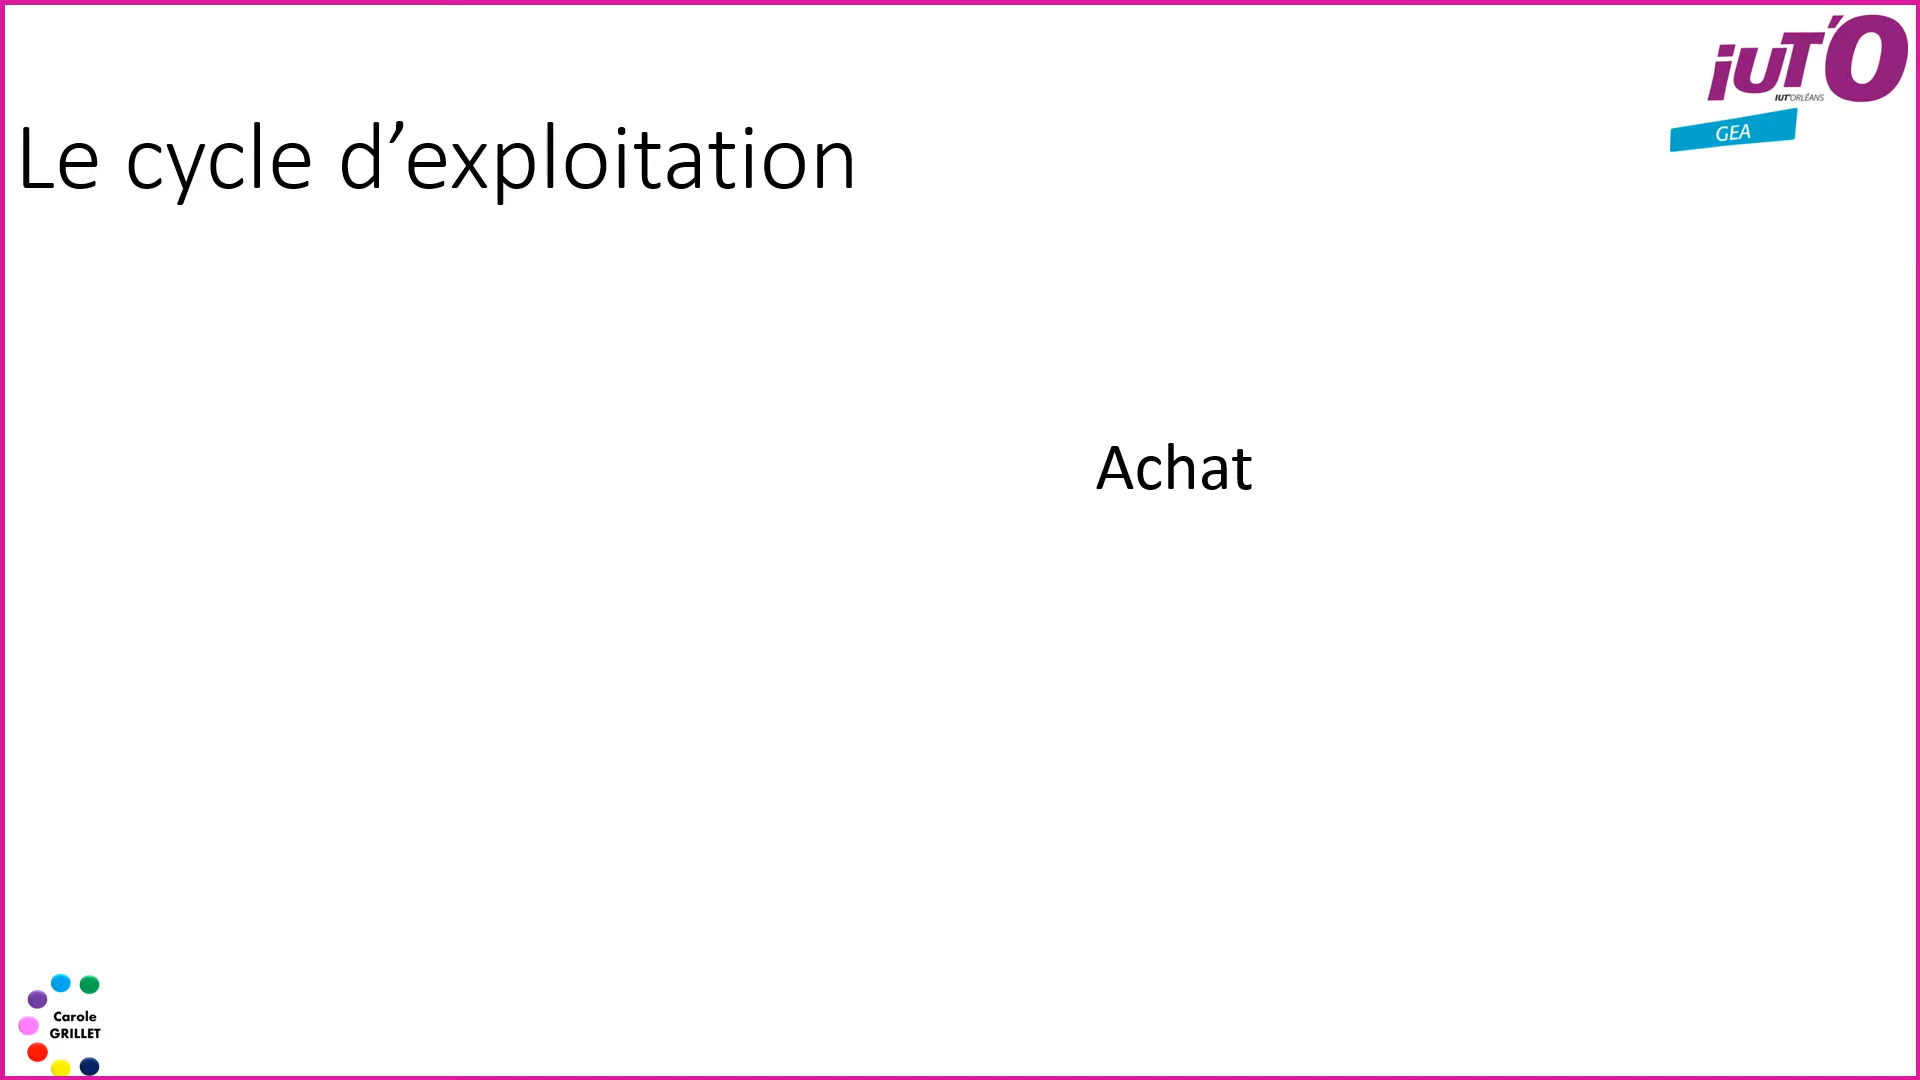 iUT'O
IUT'ORLÉANS
GEA
Le cycle d’exploitation
Achat
Carole
GRILLET